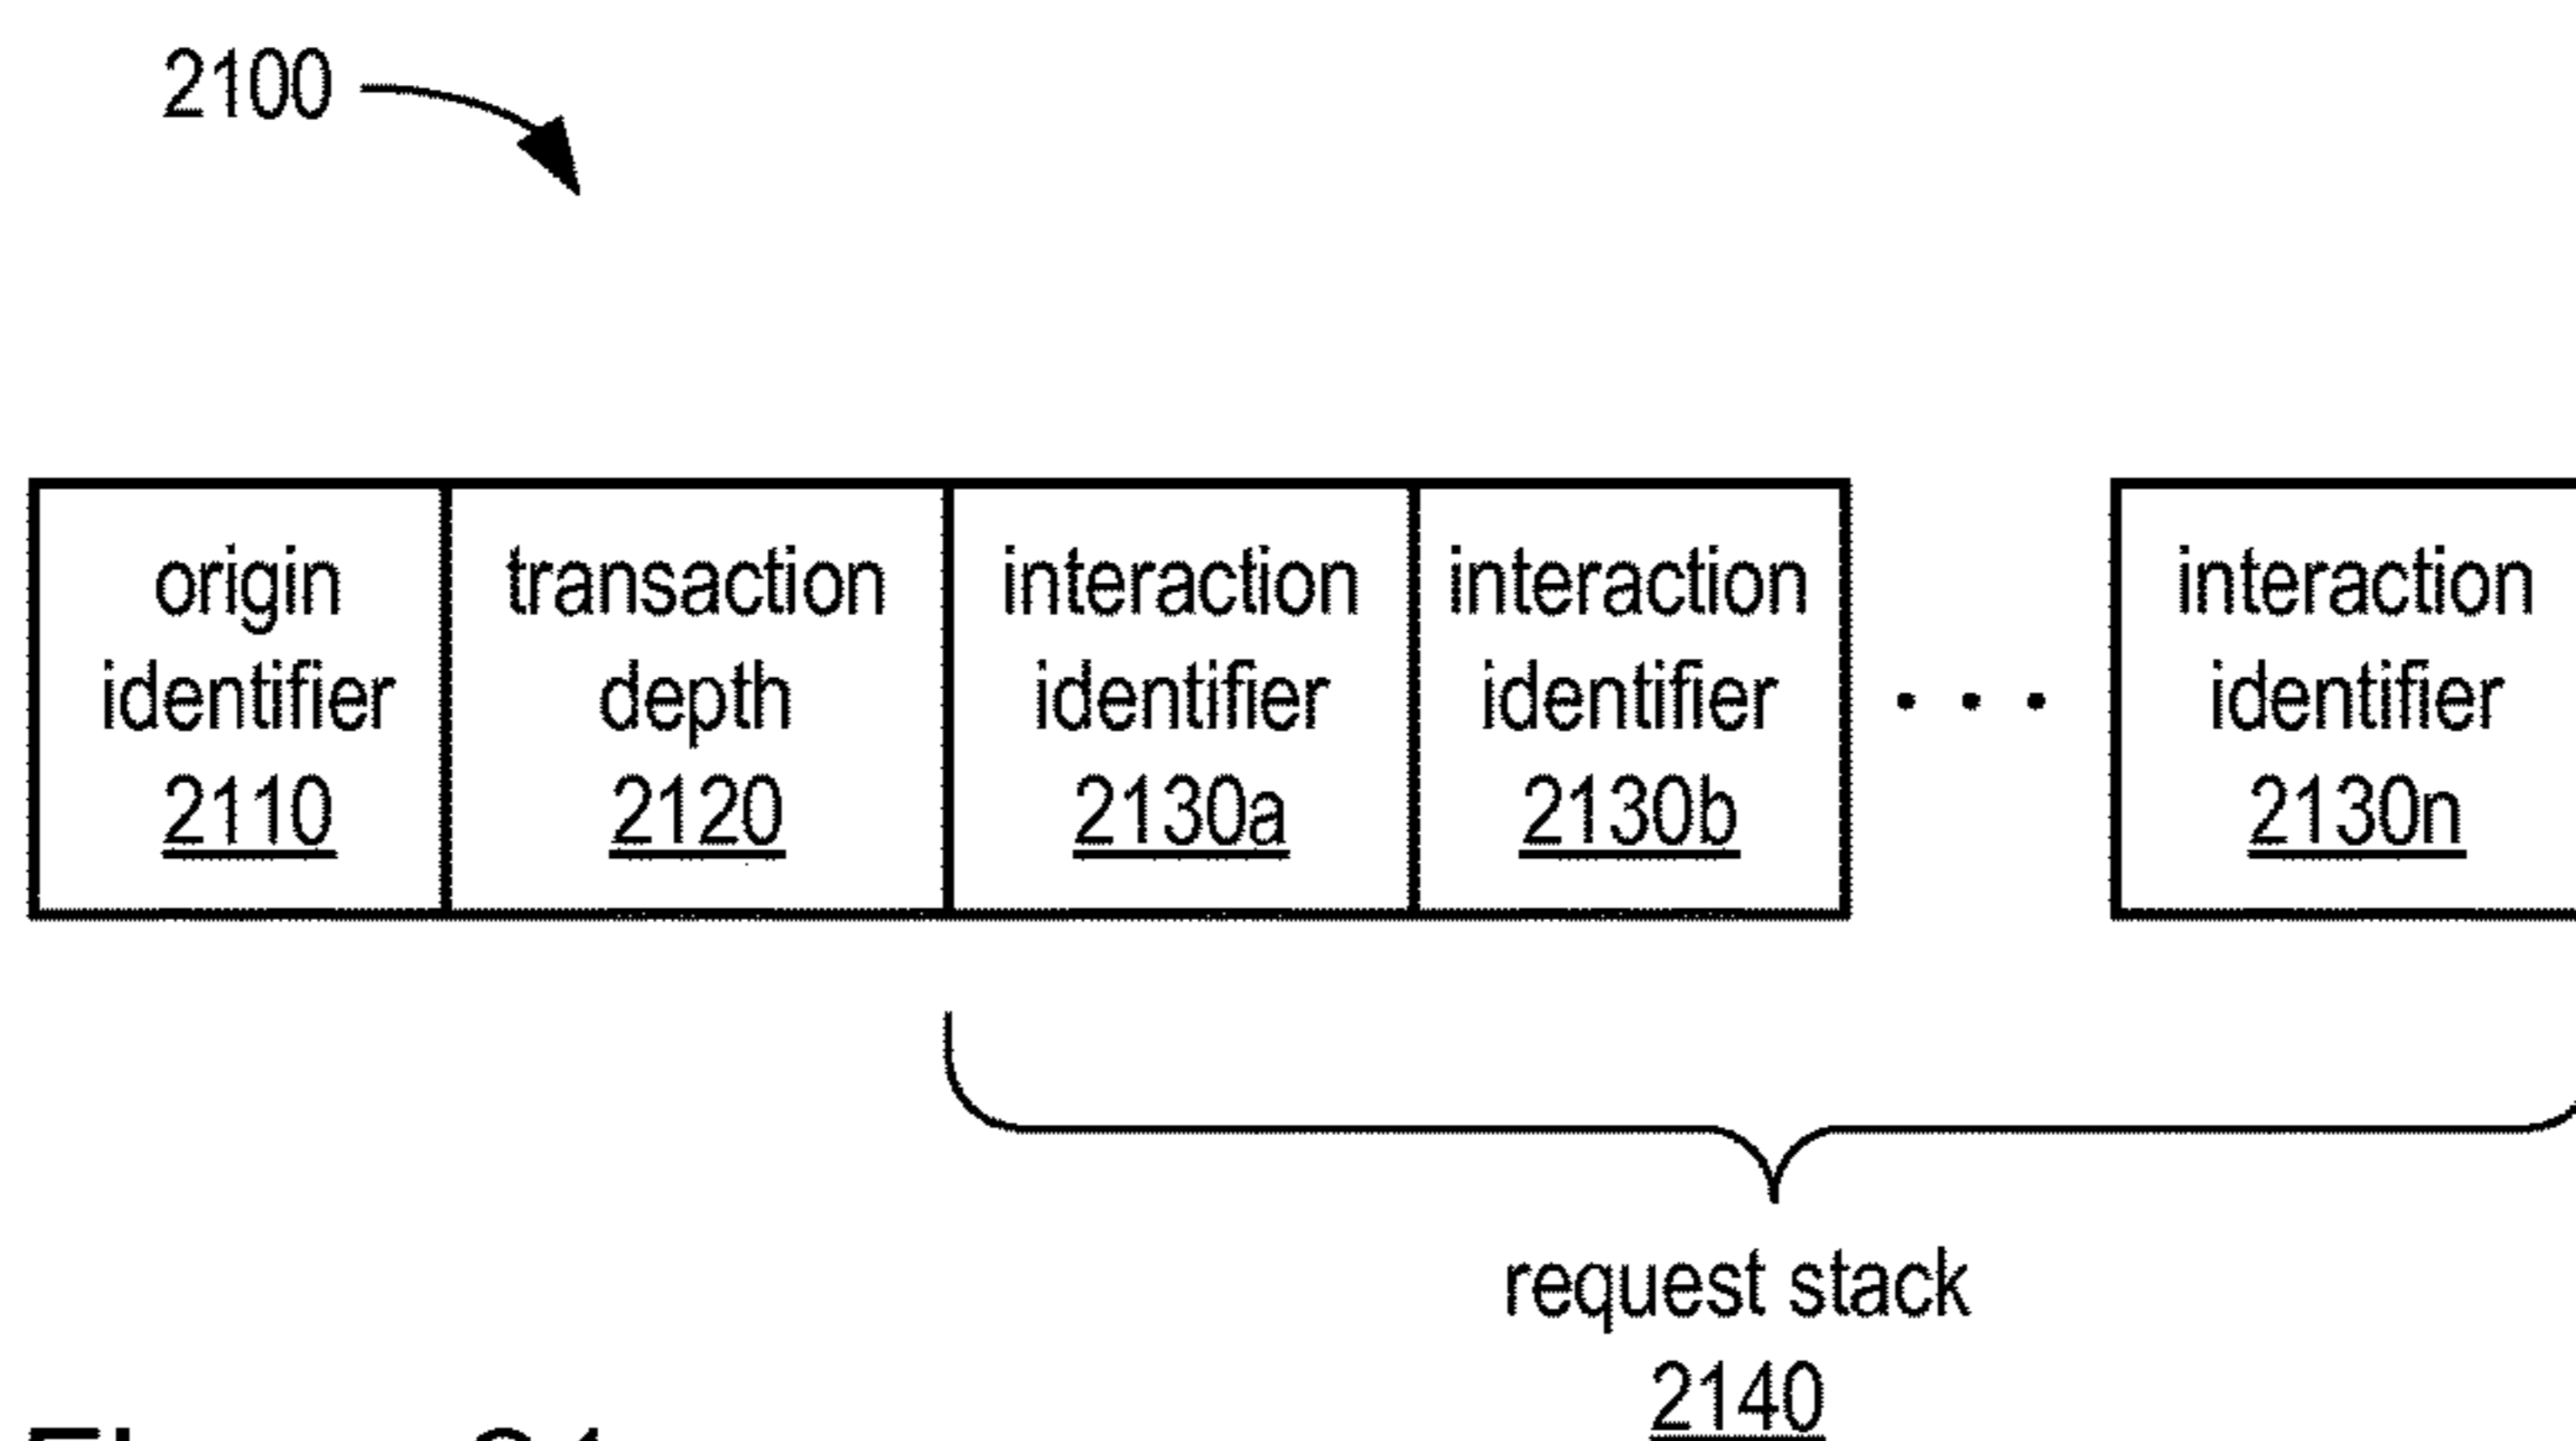 2100
origin
identifier
2110
transaction
depth
2120
interaction
identifier
2130a
interaction
identifier
2130b
. . .
interaction
identifier
2130n
request stack
2140